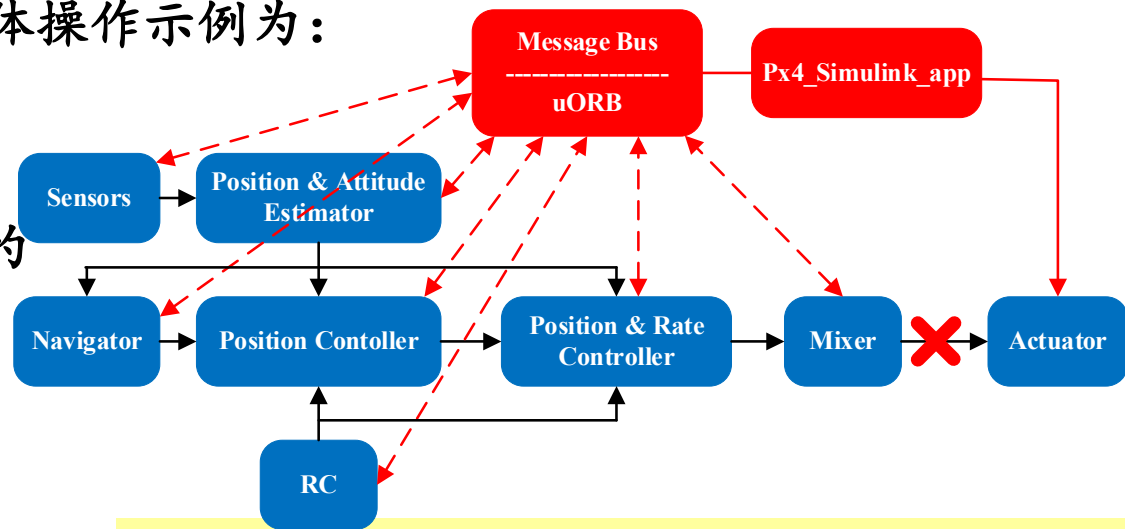 体操作示例为：
Message Bus
-------------------
uORB
Px4_Simulink_app
Sensors
Position & Attitude
Estimator
的
Navigator
Position Contoller
Position & Rate
Controller
Mixer
Actuator
RC